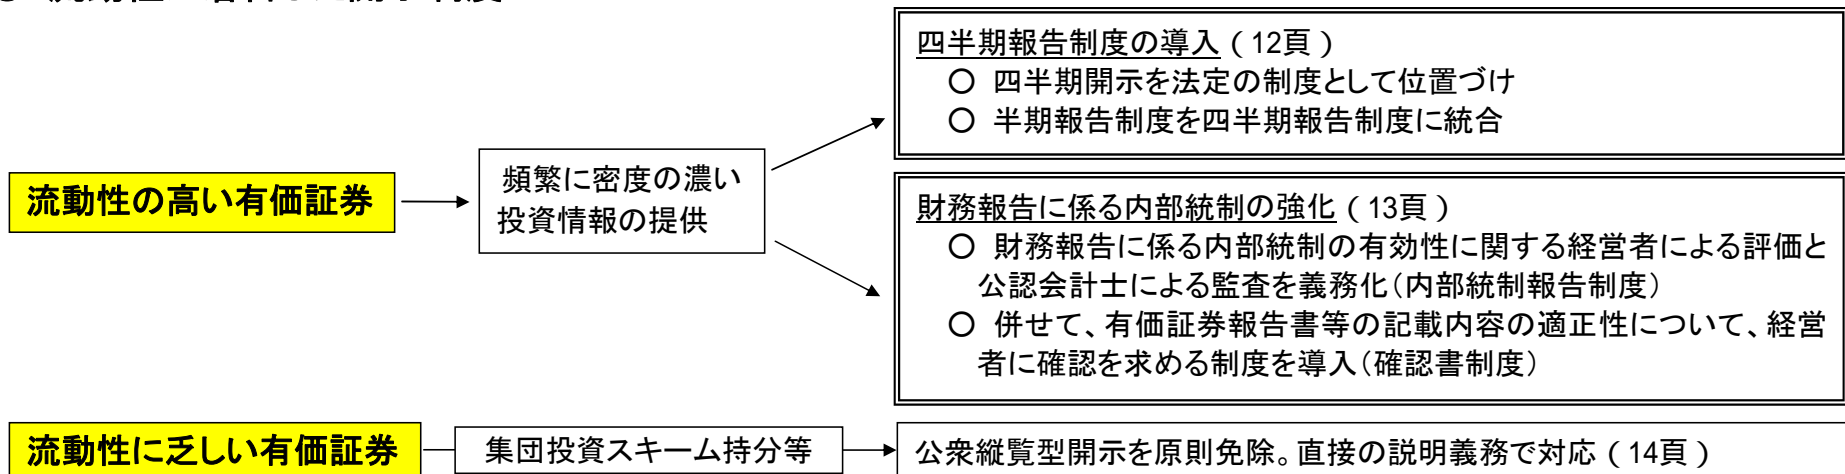 四半期報告制度の導入(12頁)
○ 四半期開示を法定の制度として位置づけ
○ 半期報告制度を四半期報告制度に統合
流動性の高い有価証券
頻繁に密度の濃い
投資情報の提供
財務報告に係る内部統制の強化(13頁)
○ 財務報告に係る内部統制の有効性に関する経営者による評価と
公認会計士による監査を義務化(内部統制報告制度)
○ 併せて、有価証券報告書等の記載内容の適正性について、経営
者に確認を求める制度を導入(確認書制度)
流動性に乏しい有価証券
集団投資スキーム持分等
公衆縦覧型開示を原則免除。直接の説明義務で対応(14頁)